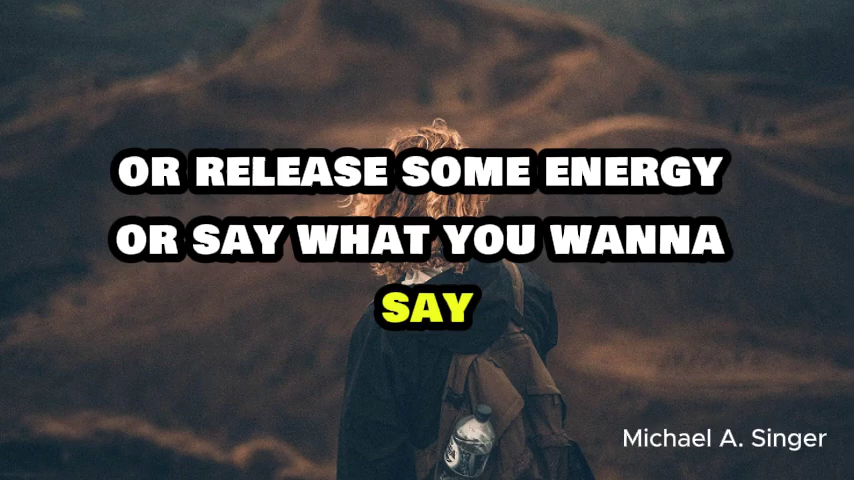 OR RELEASE SOME ENERGY
OR SAY WHAT YOU WANNA
SAY
Michael A. Singer